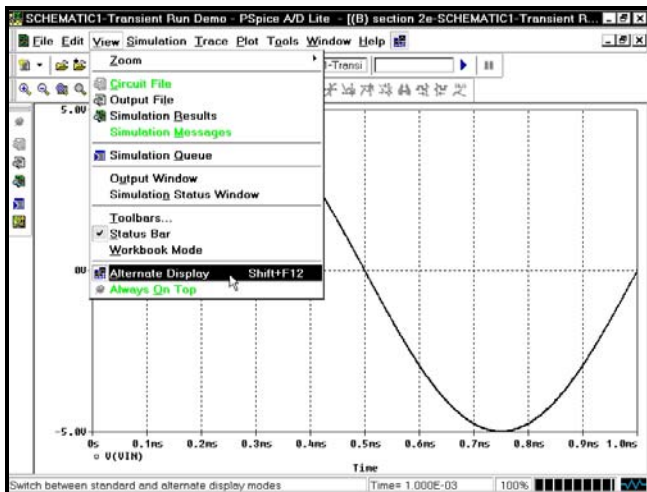 SCHEMATIC1-Transient Run Demo - PSpice A/D Lite - [(B) section 2e-SCHEMATIC1-Transient R...
File Edit View Simulation Trace Plot Tools Window Help
Zoom
1-Transi
Circuit File
Output File
Simulation Results
Simulation Messages
Simulation Queue
Output Window
Simulation Status Window
Toolbars...
Status Bar
Workbook Mode
Alternate Display Shift+F12
Always On Top
5.0V
0V
-5.0V
0s 0.1ms 0.2ms 0.3ms 0.4ms 0.5ms 0.6ms 0.7ms 0.8ms 0.9ms 1.0ms
V(VIN)
Time
Switch between standard and alternate display modes Time= 1.000E-03 100%